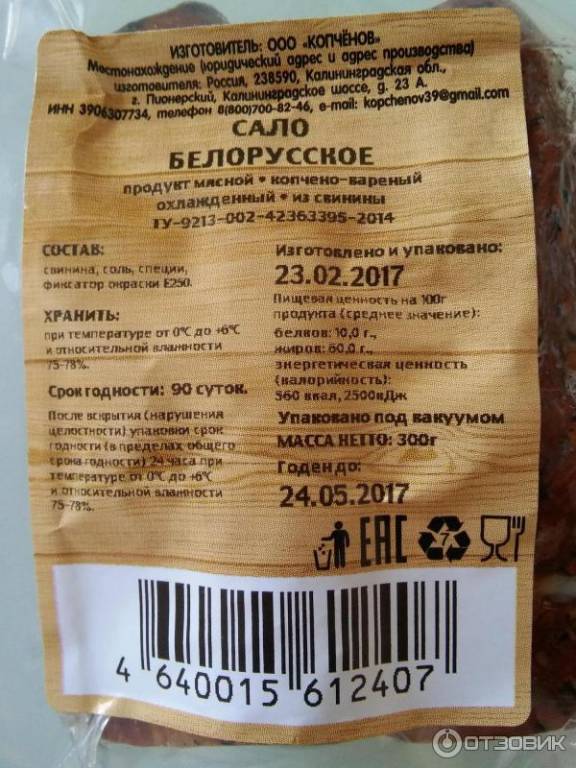 ИЗГОТОВИТЕЛЬ: ООО «КОПЧЁНОВ»
Местонахождение (юридический адрес и адрес производства)
изготовителя: Россия, 238590, Калининградская обл.,
г. Пионерский, Калининградское шоссе, д. 23 А.
ИНН 3906307734, телефон 8(800)700-82-46, e-mail: kopchenov39@gmail.com
САЛО
БЕЛОРУССКОЕ
продукт мясной • копчено-вареный
охлажденный • из свинины
ТУ-9213-002-42363395-2014
СОСТАВ:
свинина, соль, специи,
фиксатор окраски Е250.
ХРАНИТЬ:
при температуре от 0°С до +6°С
и относительной влажности
75-78%.
Срок годности: 90 суток.
После вскрытия (нарушения
целостности) упаковки срок
годности (в пределах общего
срока годности) 24 часа при
температуре от 0°С до +6°С
и относительной влажности
75-78%.
Изготовлено и упаковано:
23.02.2017
Пищевая ценность на 100г
продукта (среднее значение):
белков: 10,0 г.,
жиров: 60,0 г.,
энергетическая ценность
(калорийность):
560 ккал, 2500кДж
Упаковано под вакуумом
МАССА НЕТТО: 300г
Годен до:
24.05.2017
ЕАС
7
4 640015 612407
ОТЗОВИК